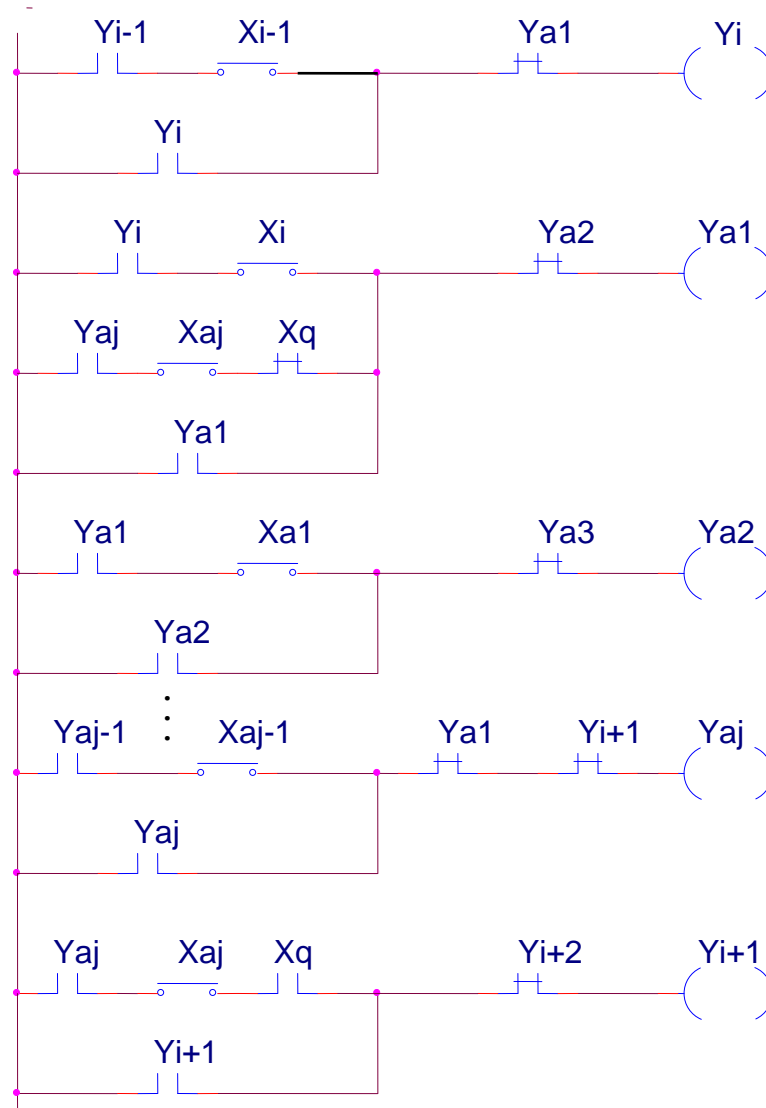 Yi-1 Xi-1 Ya1 Yi
Yi
Yi Xi Ya2 Ya1
Yaj Xaj Xq
Ya1
Ya1 Xa1 Ya3 Ya2
Ya2
Yaj-1 Xaj-1 Ya1 Yi+1 Yaj
Yaj
Yaj Xaj Xq Yi+2 Yi+1
Yi+1